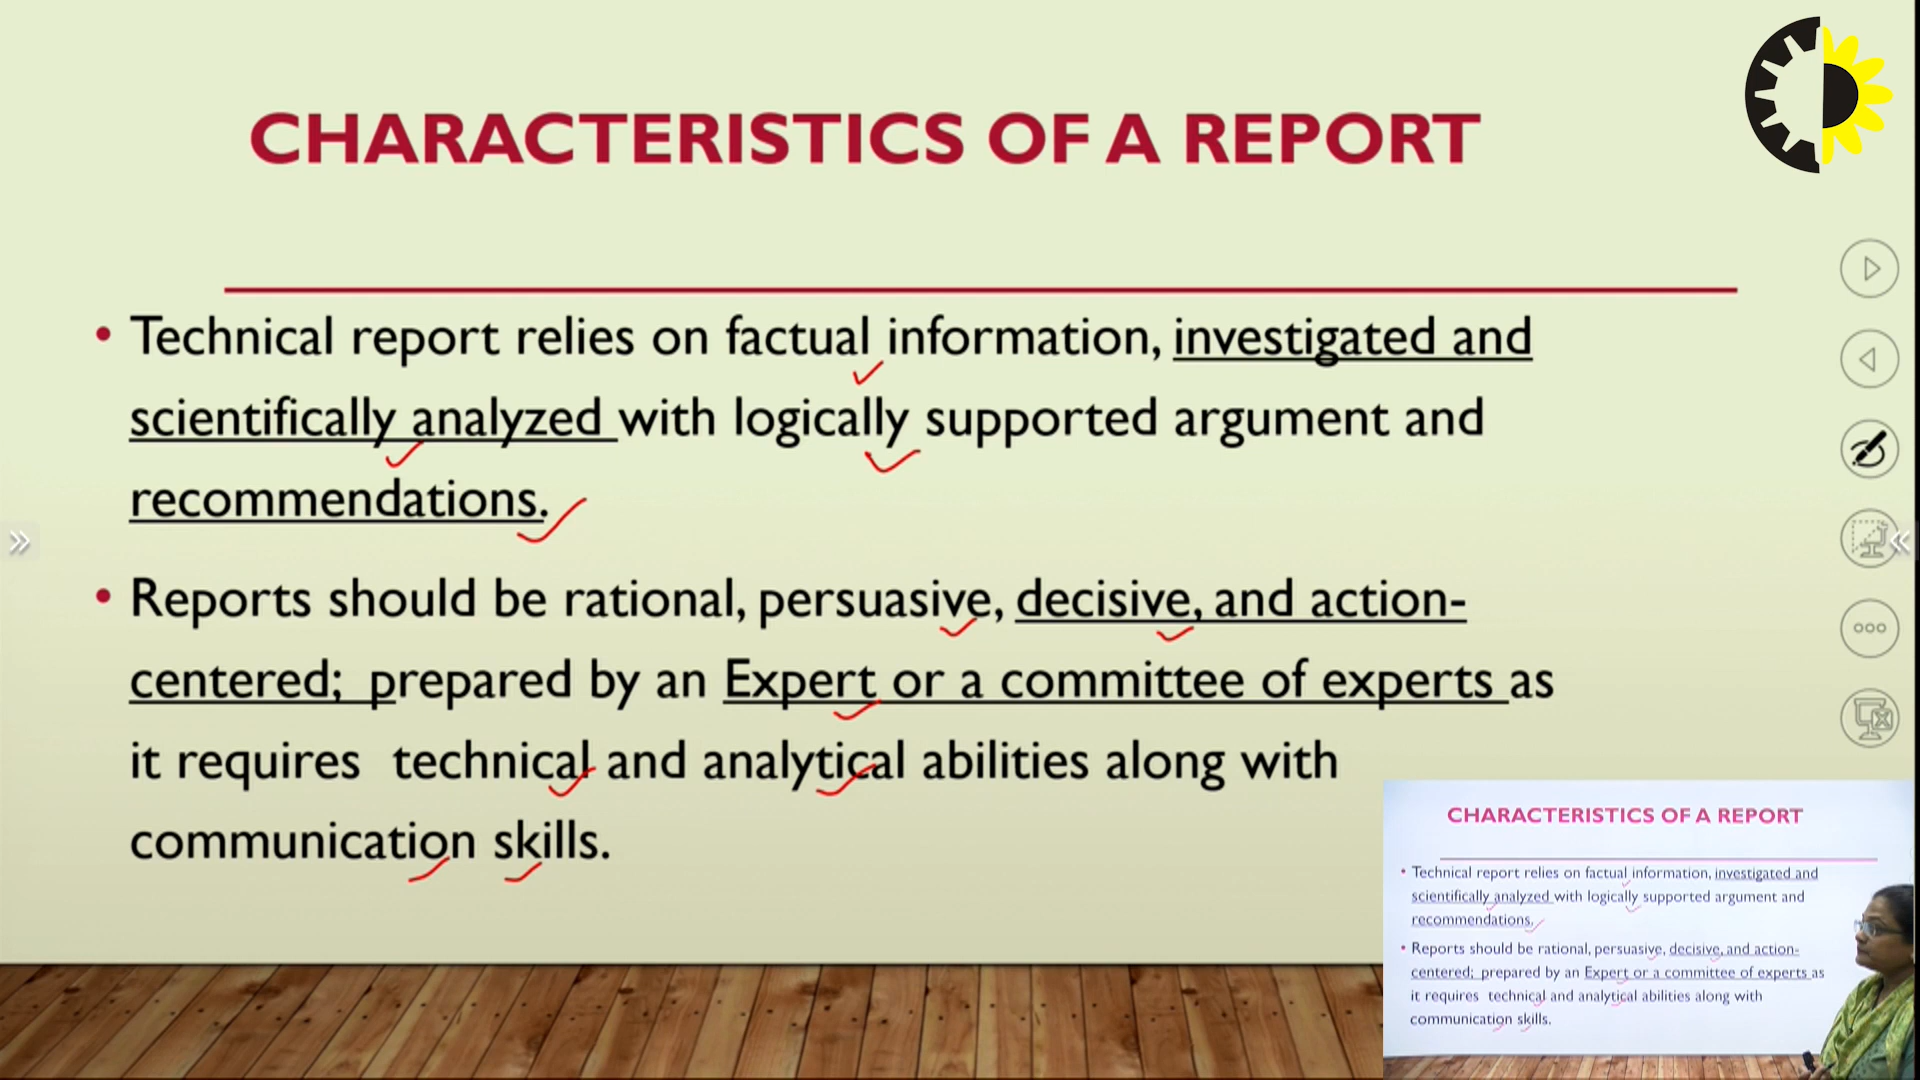 CHARACTERISTICS OF A REPORT
• Technical report relies on factual information, investigated and
scientifically analyzed with logically supported argument and
recommendations.
• Reports should be rational, persuasive, decisive, and action-
centered; prepared by an Expert or a committee of experts as
it requires technical and analytical abilities along with
communication skills.
CHARACTERISTICS OF A REPORT
• Technical report relies on factual information, investigated and
scientifically analyzed with logically supported argument and
recommendations.
• Reports should be rational, persuasive, decisive, and action-
centered; prepared by an Expert or a committee of experts as
it requires technical and analytical abilities along with
communication skills.